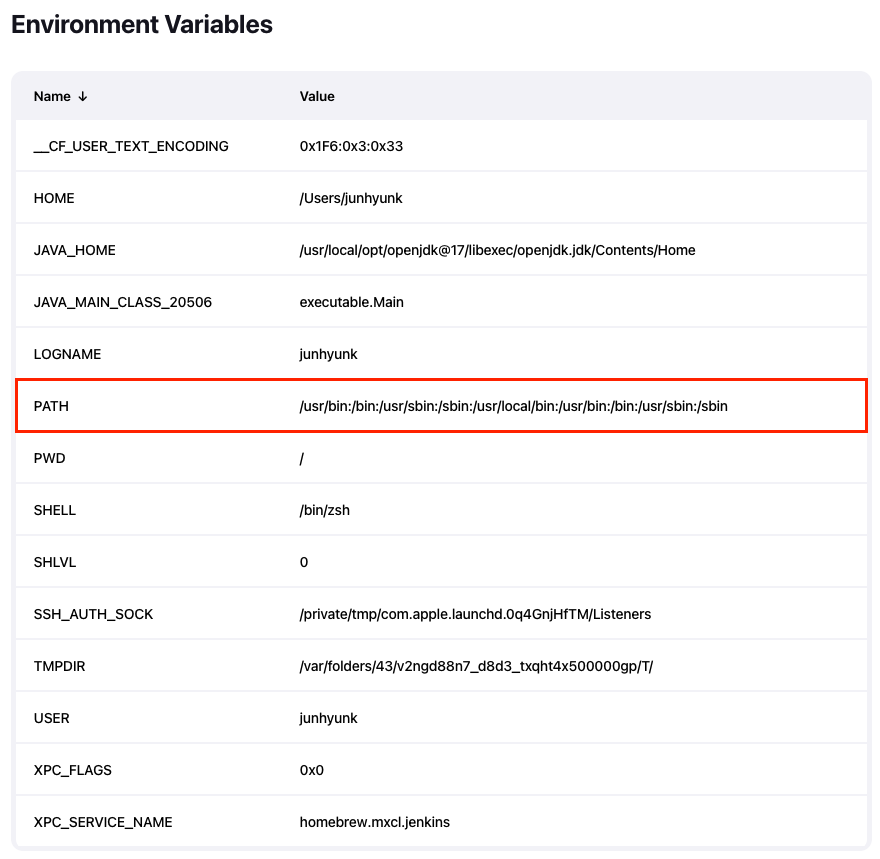 Environment Variables
Name ↓ Value
__CF_USER_TEXT_ENCODING 0x1F6:0x3:0x33
HOME /Users/junhyunk
JAVA_HOME /usr/local/opt/openjdk@17/libexec/openjdk.jdk/Contents/Home
JAVA_MAIN_CLASS_20506 executable.Main
LOGNAME junhyunk
PATH /usr/bin:/bin:/usr/sbin:/sbin:/usr/local/bin:/usr/bin:/bin:/usr/sbin:/sbin
PWD /
SHELL /bin/zsh
SHLVL 0
SSH_AUTH_SOCK /private/tmp/com.apple.launchd.0q4GnjHfTM/Listeners
TMPDIR /var/folders/43/v2ngd88n7_d8d3_txqht4x500000gp/T/
USER junhyunk
XPC_FLAGS 0x0
XPC_SERVICE_NAME homebrew.mxcl.jenkins